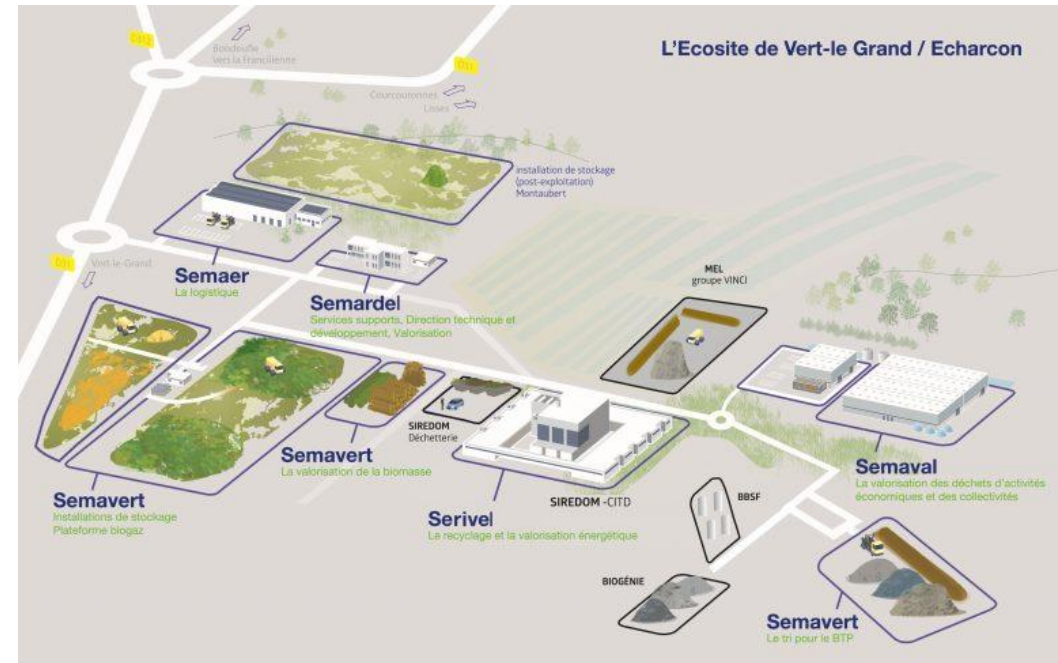 D312
Bondoufle
vers la Francilienne
L'Ecosite de Vert-le Grand / Echarcon
D31
Courcouronnes
Lisses
installation de stockage
(post-exploitation)
Montaubert
D31
Vert-le-Grand
Semaer
La logistique
MEL
groupe VINCI
Semardel
Services supports, Direction technique et
développement, Valorisation
SIREDOM
Déchetterie
Semavert
La valorisation de la biomasse
Semaval
La valorisation des déchets d'activités
économiques et des collectivités
Semavert
Installations de stockage
Plateforme biogaz
SIREDOM -CITD
BBSF
Serivel
Le recyclage et la valorisation énergétique
BIOGÉNIE
Semavert
Le tri pour le BTP